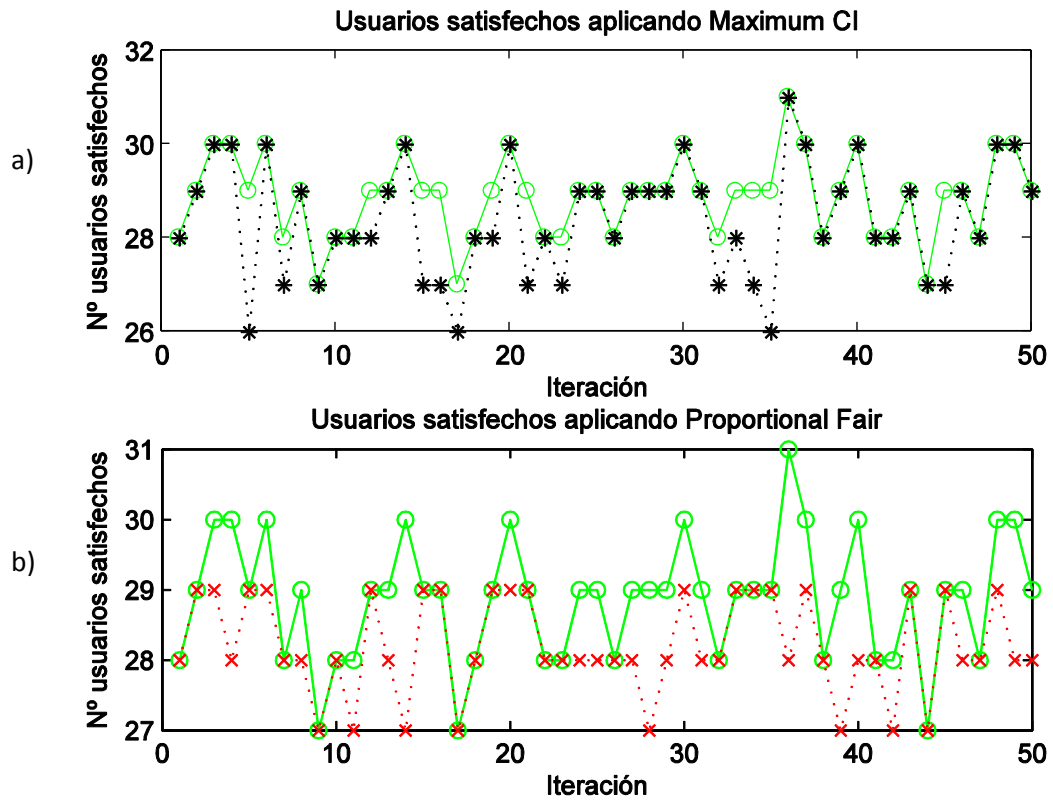 Usuarios satisfechos aplicando Maximum CI
a)
Nº usuarios satisfechos
32
30
28
26
0 10 20 30 40 50
Iteración
Usuarios satisfechos aplicando Proportional Fair
b)
Nº usuarios satisfechos
31
30
29
28
27
0 10 20 30 40 50
Iteración